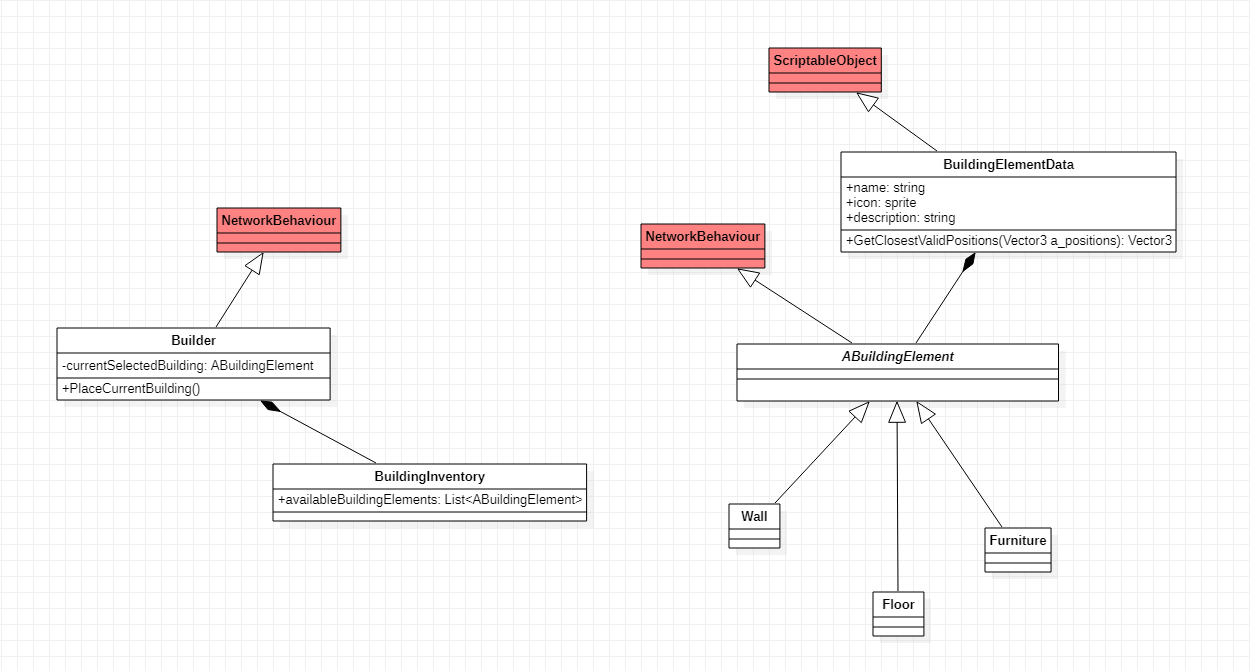 ScriptableObject
BuildingElementData
+name: string
+icon: sprite
+description: string
+GetClosestValidPositions(Vector3 a_positions): Vector3
NetworkBehaviour
NetworkBehaviour
Builder
-currentSelectedBuilding: ABuildingElement
+PlaceCurrentBuilding()
ABuildingElement
BuildingInventory
+availableBuildingElements: List<ABuildingElement>
Wall
Furniture
Floor